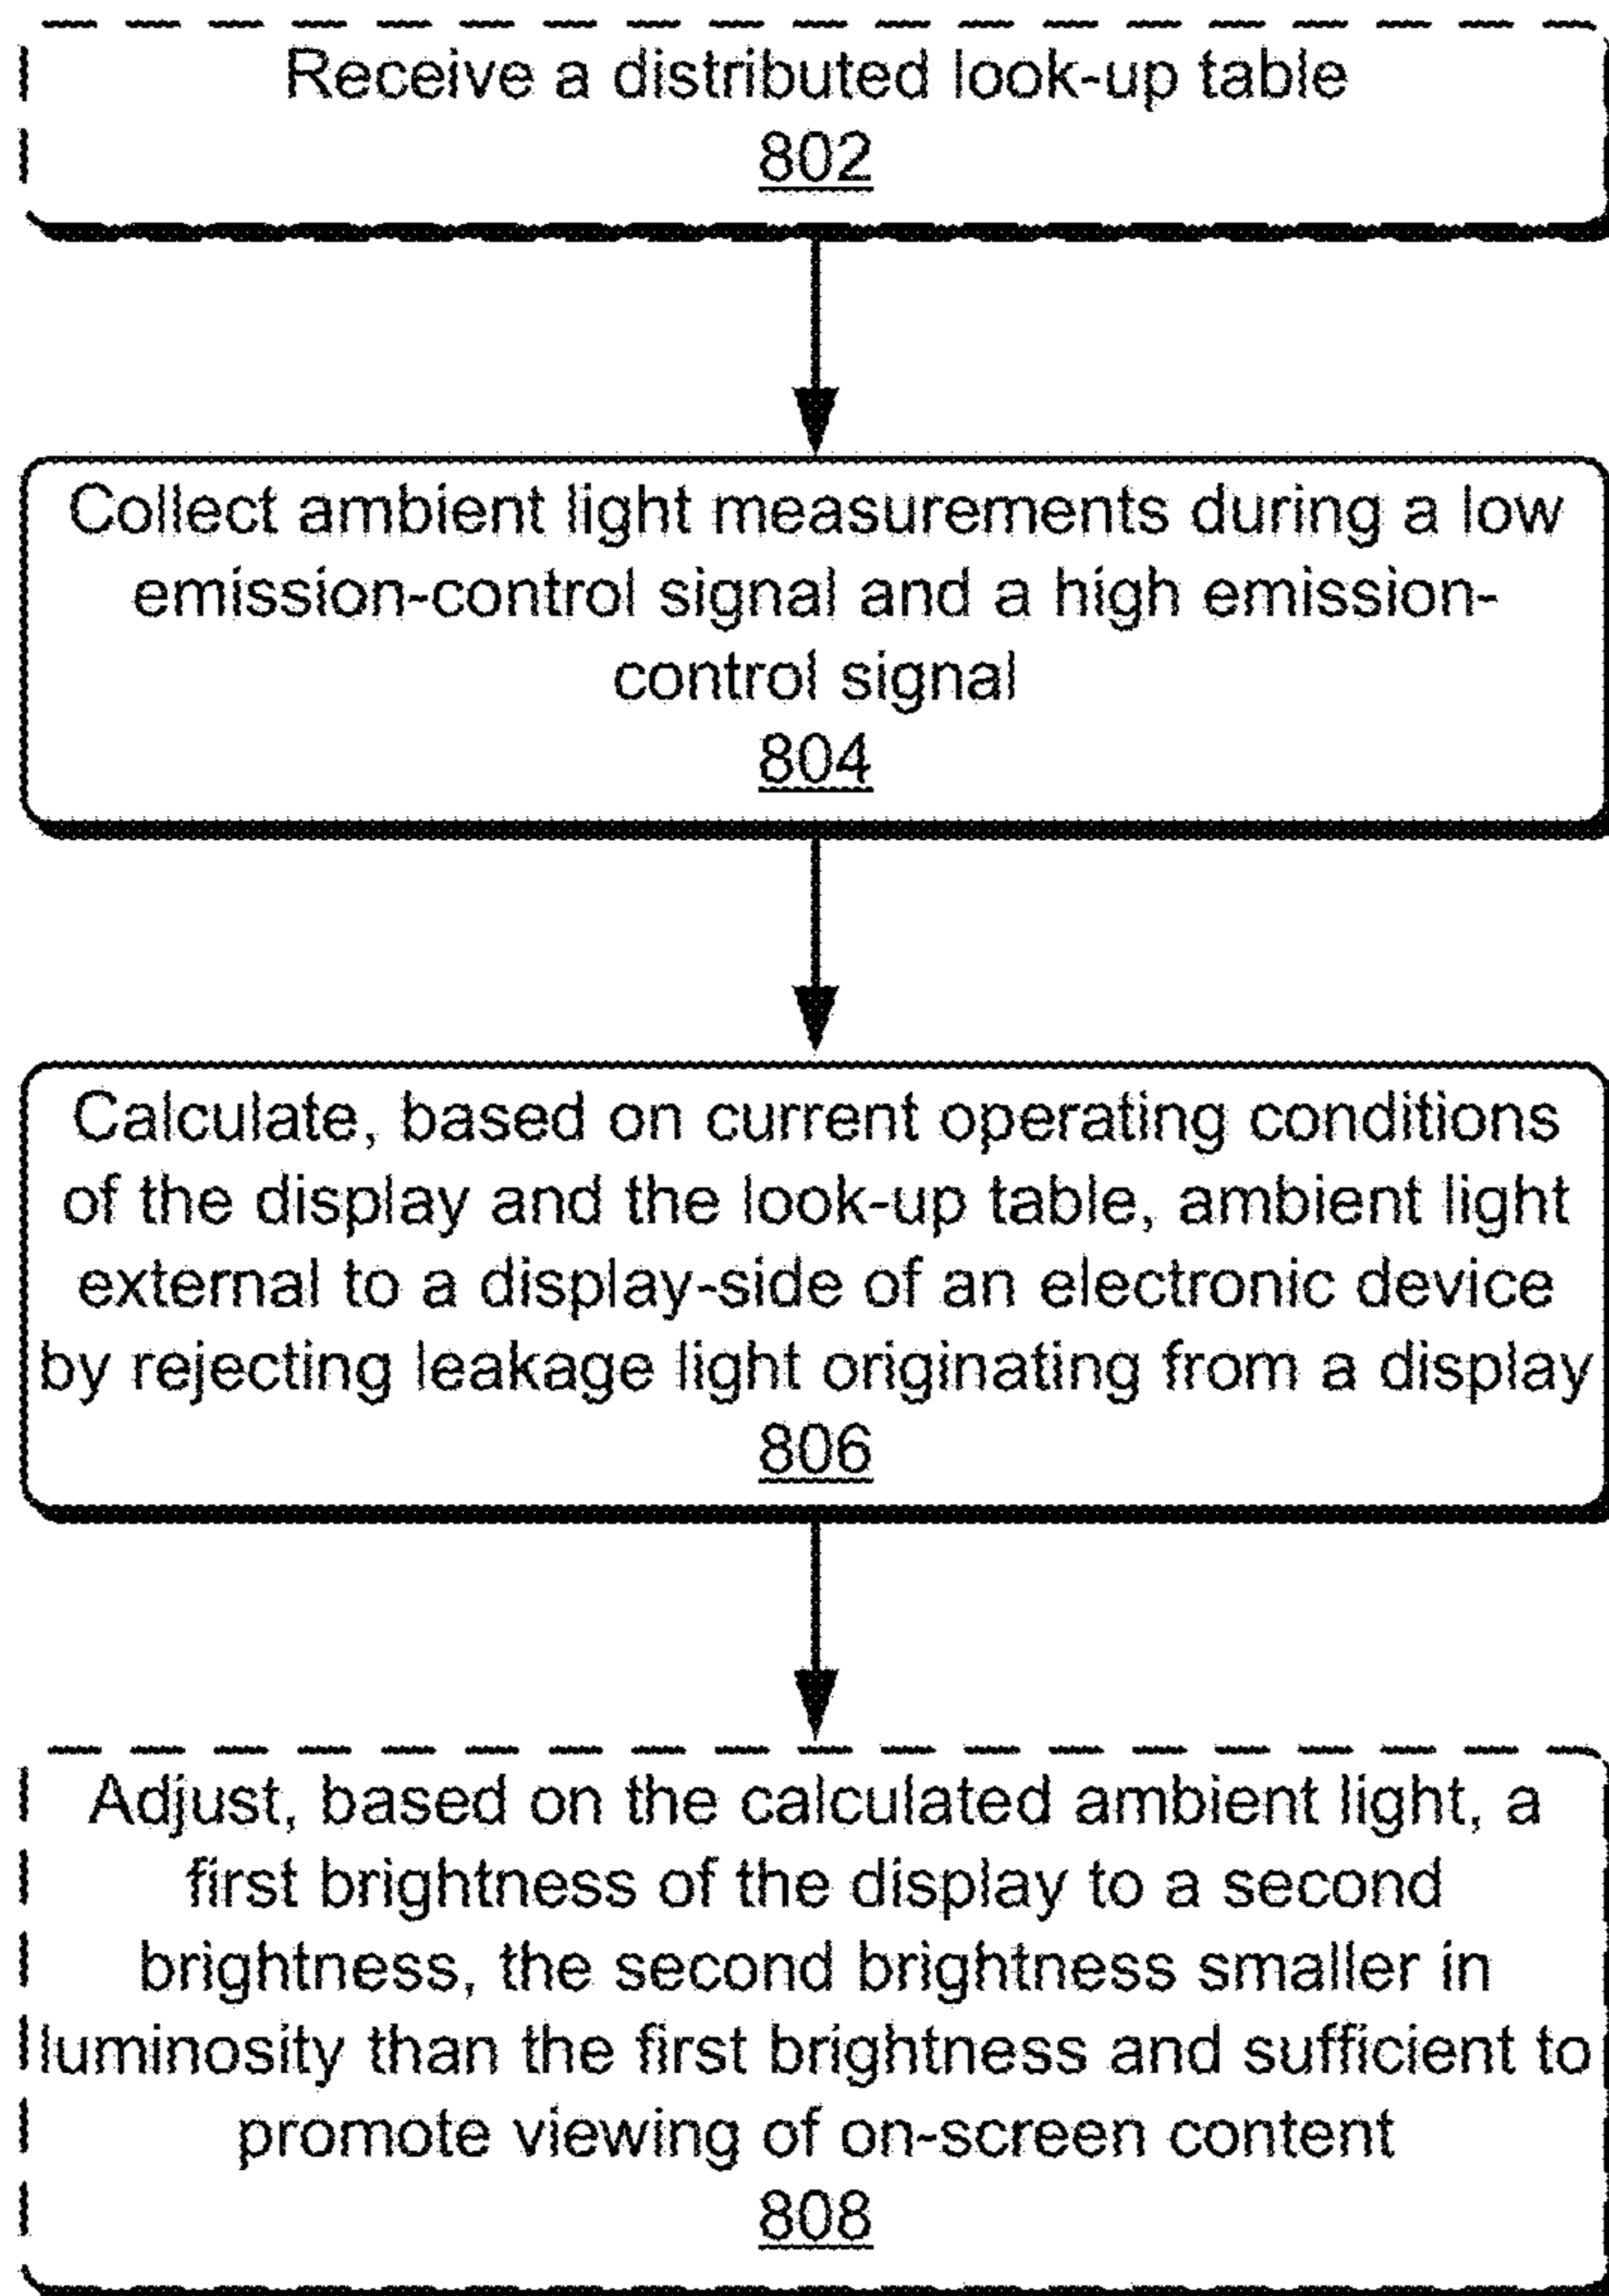 Receive a distributed look-up table
802
Collect ambient light measurements during a low
emission-control signal and a high emission-
control signal
804
Calculate, based on current operating conditions
of the display and the look-up table, ambient light
external to a display-side of an electronic device
by rejecting leakage light originating from a display
806
Adjust, based on the calculated ambient light, a
first brightness of the display to a second
brightness, the second brightness smaller in
luminosity than the first brightness and sufficient to
promote viewing of on-screen content
808